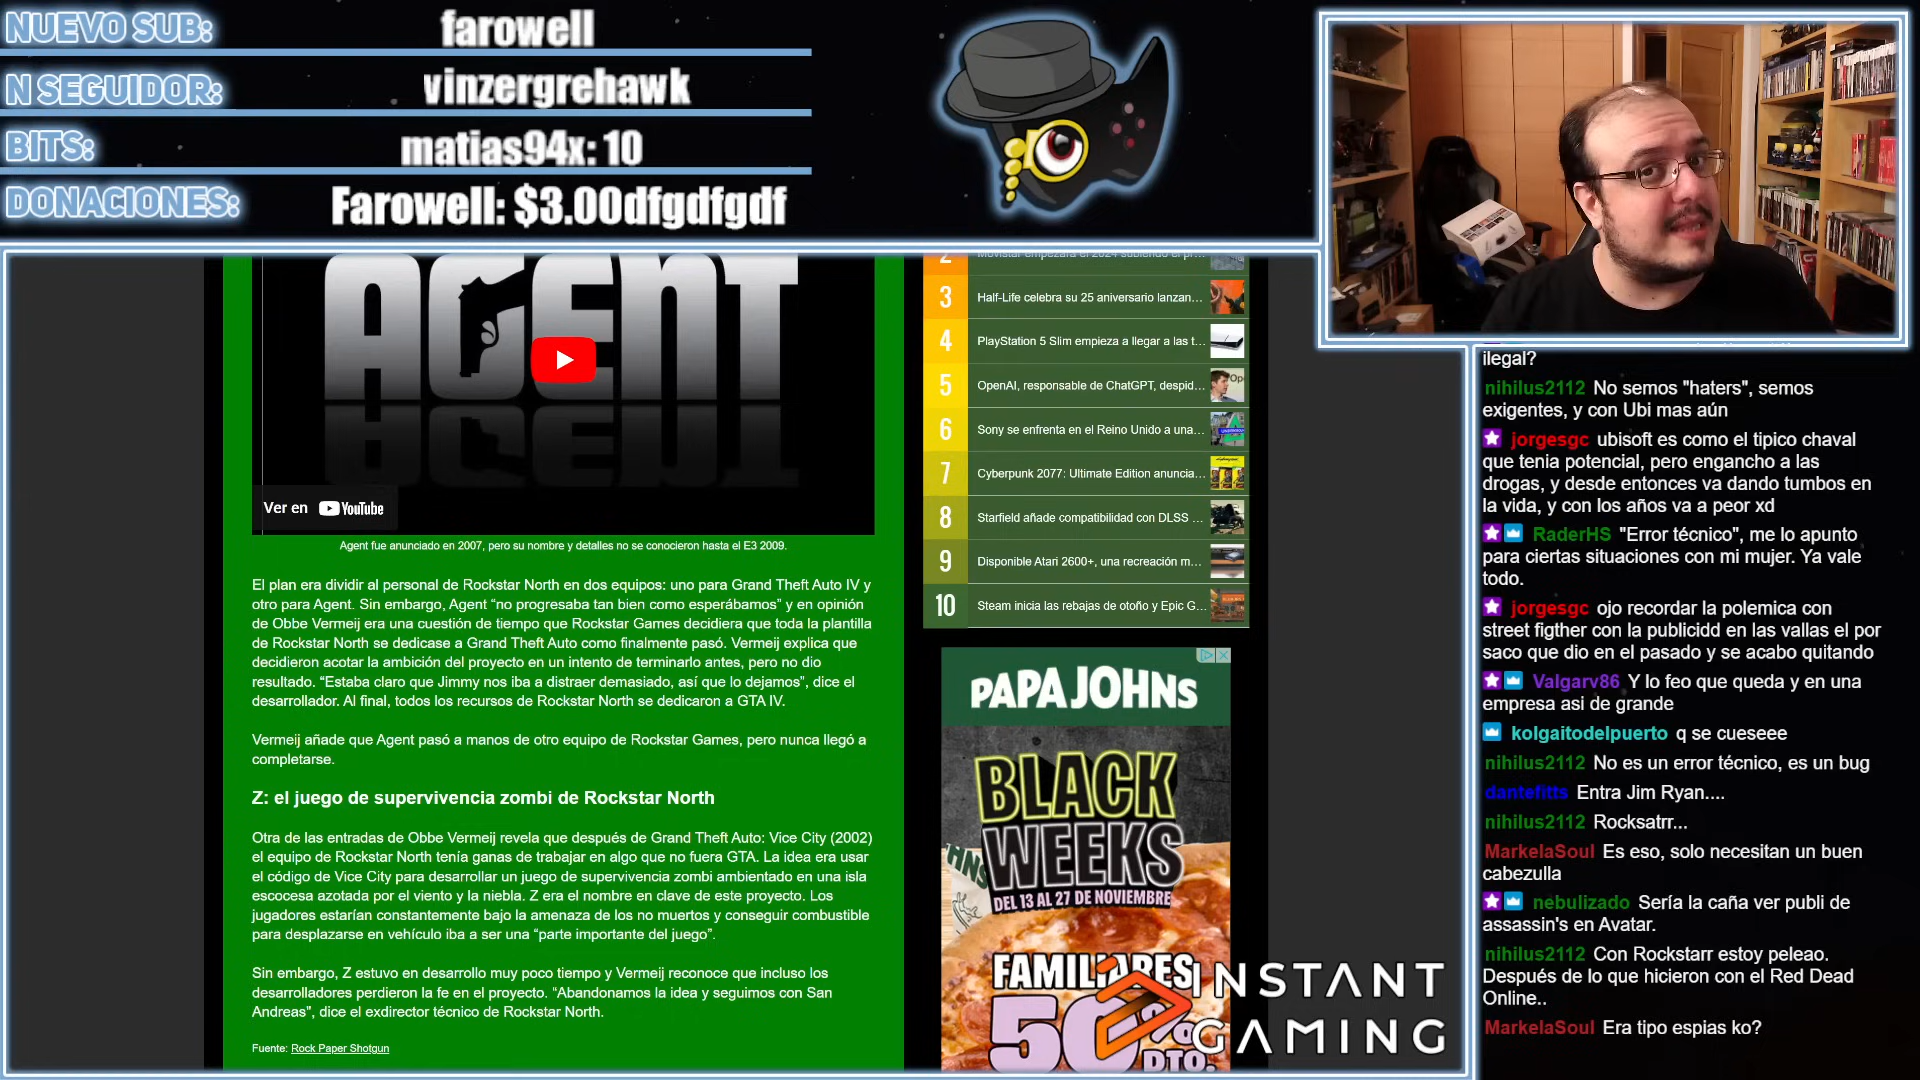 NUEVO SUB:
farowell
N SEGUIDOR:
vinzergrehawk
BITS:
matias94x: 10
DONACIONES:
Farowell: $3.00dfgdfgdf
AGENT
Ver en YouTube
Agent fue anunciado en 2007, pero su nombre y detalles no se conocieron hasta el E3 2009.
El plan era dividir al personal de Rockstar North en dos equipos: uno para Grand Theft Auto IV y
otro para Agent. Sin embargo, Agent “no progresaba tan bien como esperábamos” y en opinión
de Obbe Vermeij era una cuestión de tiempo que Rockstar Games decidiera que toda la plantilla
de Rockstar North se dedicase a Grand Theft Auto como finalmente pasó. Vermeij explica que
decidieron acotar la ambición del proyecto en un intento de terminarlo antes, pero no dio
resultado. “Estaba claro que Jimmy nos iba a distraer demasiado, así que lo dejamos”, dice el
desarrollador. Al final, todos los recursos de Rockstar North se dedicaron a GTA IV.
Vermeij añade que Agent pasó a manos de otro equipo de Rockstar Games, pero nunca llegó a
completarse.
Z: el juego de supervivencia zombi de Rockstar North
Otra de las entradas de Obbe Vermeij revela que después de Grand Theft Auto: Vice City (2002)
el equipo de Rockstar North tenía ganas de trabajar en algo que no fuera GTA. La idea era usar
el código de Vice City para desarrollar un juego de supervivencia zombi ambientado en una isla
escocesa azotada por el viento y la niebla. Z era el nombre en clave de este proyecto. Los
jugadores estarían constantemente bajo la amenaza de los no muertos y conseguir combustible
para desplazarse en vehículo iba a ser una “parte importante del juego”.
Sin embargo, Z estuvo en desarrollo muy poco tiempo y Vermeij reconoce que incluso los
desarrolladores perdieron la fe en el proyecto. “Abandonamos la idea y seguimos con San
Andreas”, dice el exdirector técnico de Rockstar North.
Fuente: Rock Paper Shotgun
2 Movistar empezará el 2024 subiendo el pr...
3 Half-Life celebra su 25 aniversario lanzan...
4 PlayStation 5 Slim empieza a llegar a las t...
5 OpenAI, responsable de ChatGPT, despid...
6 Sony se enfrenta en el Reino Unido a una...
7 Cyberpunk 2077: Ultimate Edition anuncia...
8 Starfield añade compatibilidad con DLSS ...
9 Disponible Atari 2600+, una recreación m...
10 Steam inicia las rebajas de otoño y Epic G...
PAPA JOHNS
BLACK
WEEKS
DEL 13 AL 27 DE NOVIEMBRE
FAMILIARES
50%
DTO.
INSTANT
GAMING
ilegal?
nihilus2112 No semos "haters", semos
exigentes, y con Ubi mas aún
jorgesgc ubisoft es como el tipico chaval
que tenia potencial, pero engancho a las
drogas, y desde entonces va dando tumbos en
la vida, y con los años va a peor xd
RaderHS "Error técnico", me lo apunto
para ciertas situaciones con mi mujer. Ya vale
todo.
jorgesgc ojo recordar la polemica con
street figther con la publicidd en las vallas el por
saco que dio en el pasado y se acabo quitando
Valgarv86 Y lo feo que queda y en una
empresa asi de grande
kolgaitodelpuerto q se cueseee
nihilus2112 No es un error técnico, es un bug
dantefitts Entra Jim Ryan....
nihilus2112 Rocksatrr...
MarkelaSoul Es eso, solo necesitan un buen
cabezulla
nebulizado Sería la caña ver publi de
assassin's en Avatar.
nihilus2112 Con Rockstarr estoy peleao.
Después de lo que hicieron con el Red Dead
Online..
MarkelaSoul Era tipo espias ko?